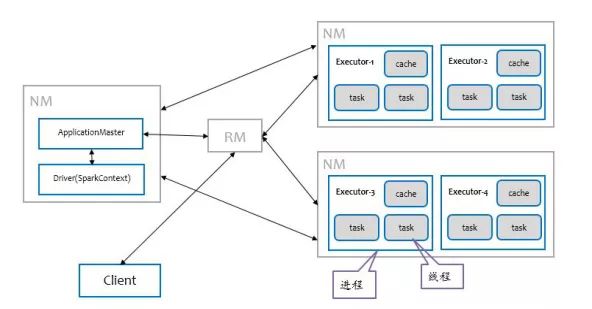 NM
ApplicationMaster
Driver(SparkContext)
RM
Client
NM
Executor-1
cache
task
task
Executor-2
cache
task
task
NM
Executor-3
cache
task
task
Executor-4
cache
task
task
进程
线程